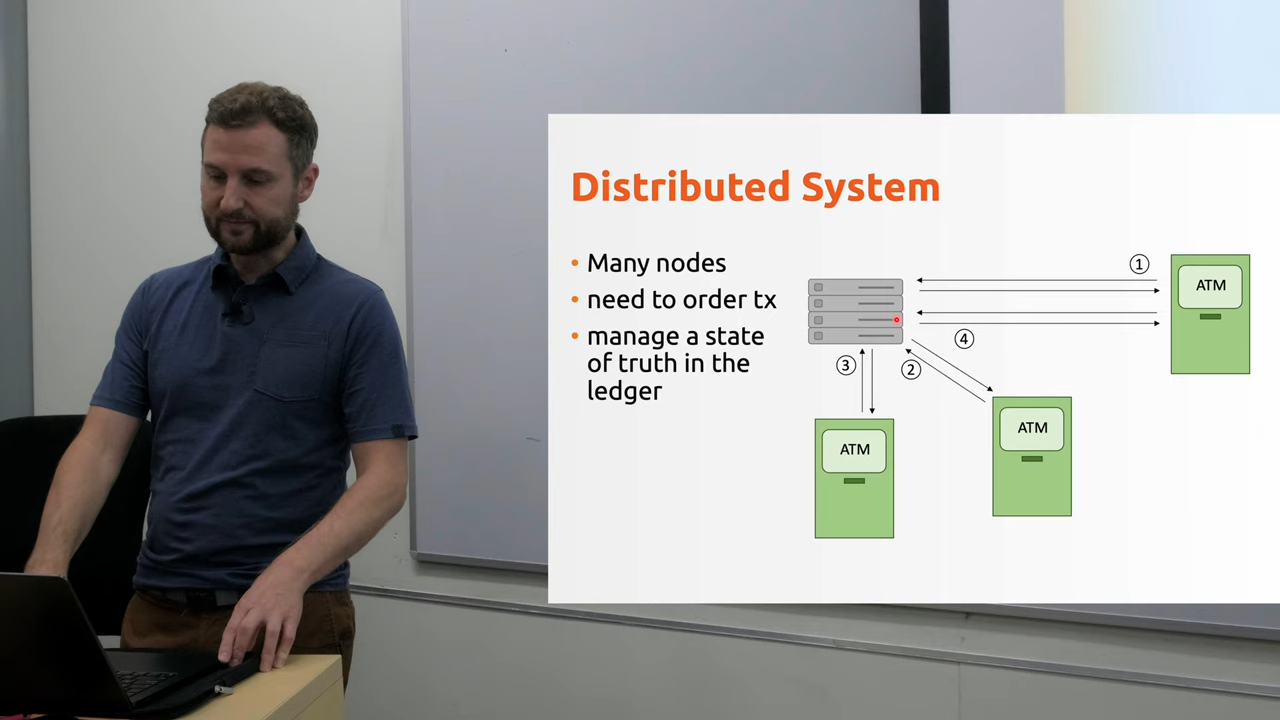 Distributed System
• Many nodes
• need to order tx
• manage a state
of truth in the
ledger
①
ATM
④
③
②
ATM
ATM